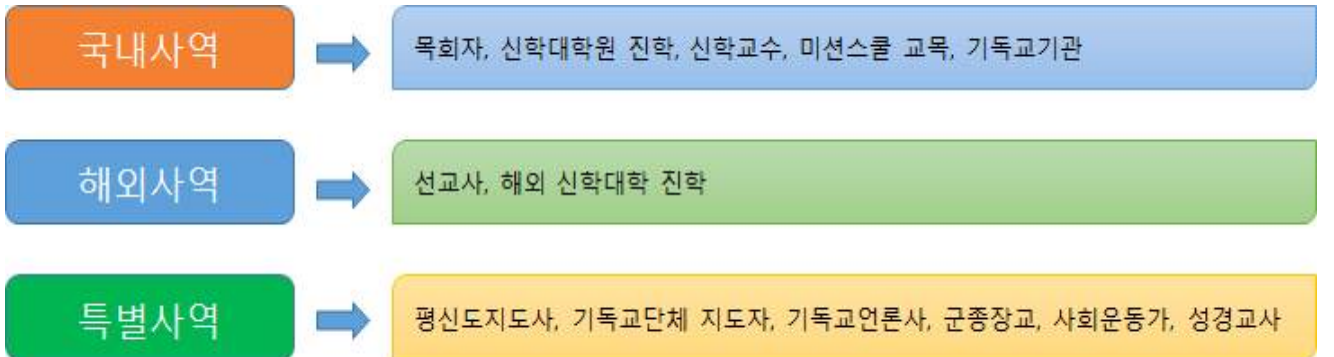 국내사역
목회자, 신학대학원 진학, 신학교수, 미션스쿨 교목, 기독교기관
해외사역
선교사, 해외 신학대학 진학
특별사역
평신도지도사, 기독교단체 지도자, 기독교언론사, 군종장교, 사회운동가, 성경교사